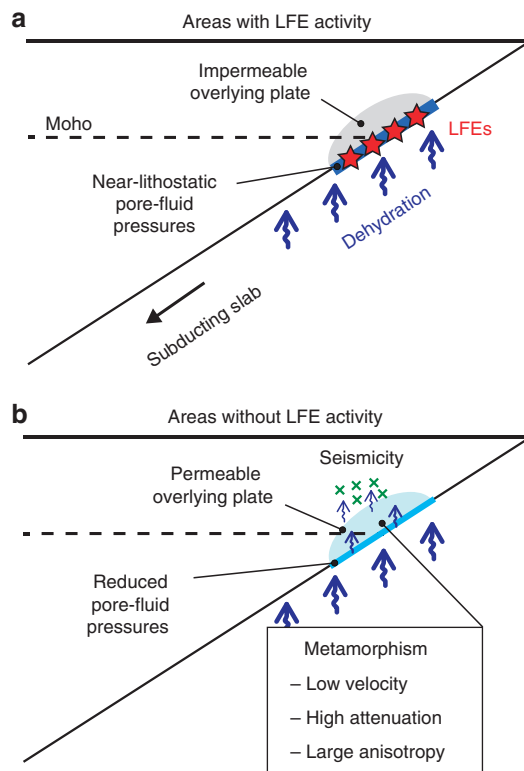 a
Areas with LFE activity
Impermeable
overlying plate
Moho
LFEs
Near-lithostatic
pore-fluid
pressures
Dehydration
Subducting slab
b
Areas without LFE activity
Seismicity
Permeable
overlying plate
Reduced
pore-fluid
pressures
Metamorphism
– Low velocity
– High attenuation
– Large anisotropy